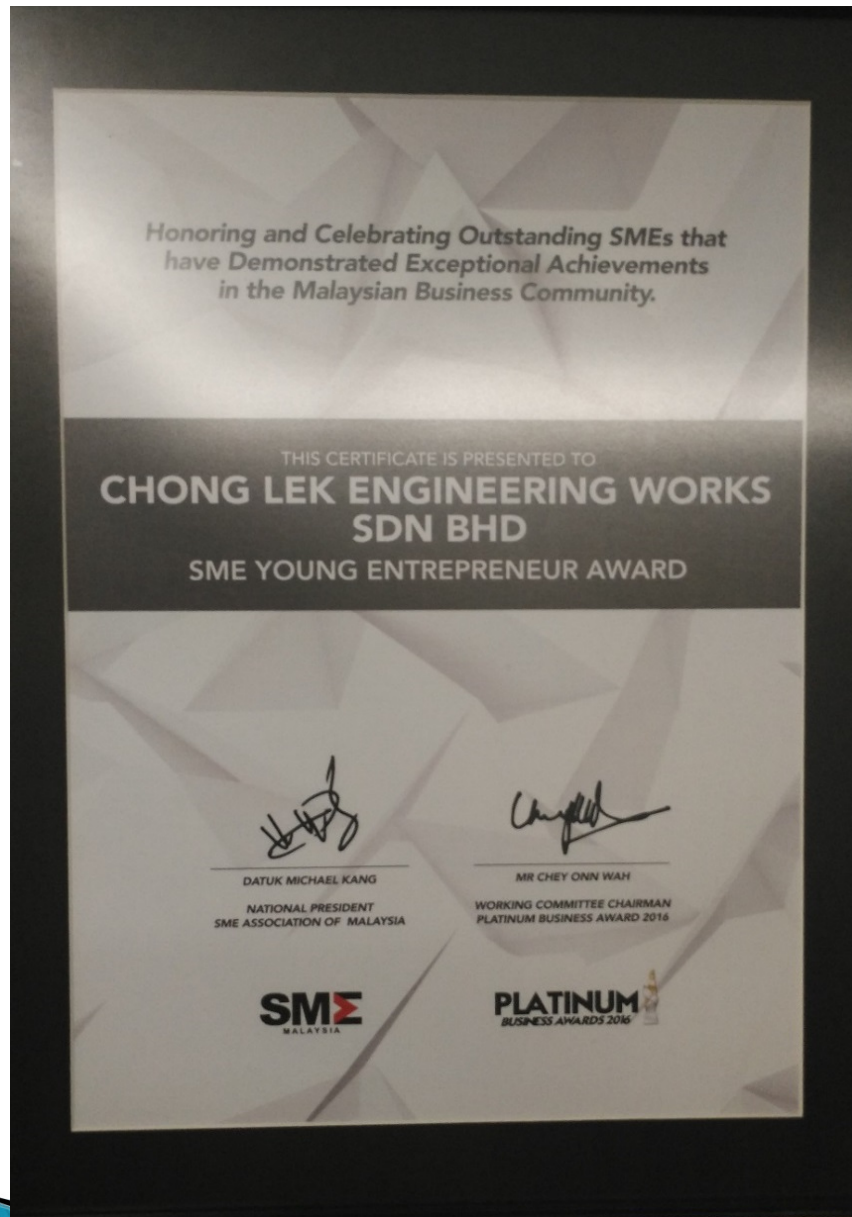 Honoring and Celebrating Outstanding SMEs that
have Demonstrated Exceptional Achievements
in the Malaysian Business Community.
THIS CERTIFICATE IS PRESENTED TO
CHONG LEK ENGINEERING WORKS
SDN BHD
SME YOUNG ENTREPRENEUR AWARD
DATUK MICHAEL KANG
NATIONAL PRESIDENT
SME ASSOCIATION OF MALAYSIA
MR CHEY ONN WAH
WORKING COMMITTEE CHAIRMAN
PLATINUM BUSINESS AWARD 2016
SME
MALAYSIA
PLATINUM
BUSINESS AWARDS 2016